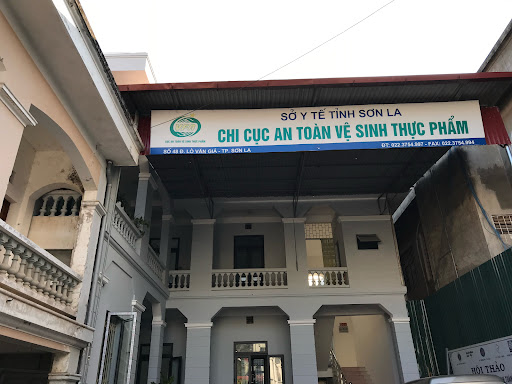 SỞ Y TẾ TỈNH SƠN LA
CHI CỤC AN TOÀN VỆ SINH THỰC PHẨM
SỐ 48 Đ. LÒ VĂN GIÁ - TP. SƠN LA
ĐT: 022.3754.997 - FAX: 022.3754.994
HỘI THẢO